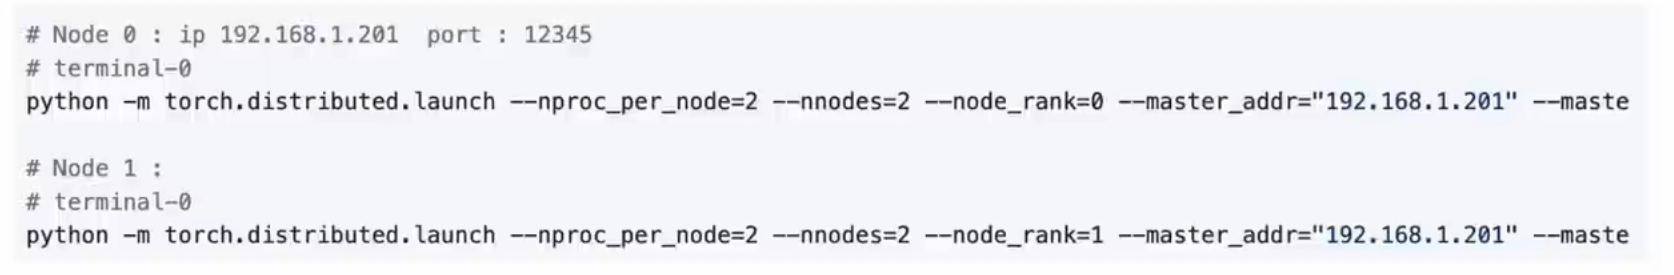 # Node 0 : ip 192.168.1.201  port : 12345
# terminal-0
python -m torch.distributed.launch --nproc_per_node=2 --nnodes=2 --node_rank=0 --master_addr="192.168.1.201" --maste
# Node 1 :
# terminal-0
python -m torch.distributed.launch --nproc_per_node=2 --nnodes=2 --node_rank=1 --master_addr="192.168.1.201" --maste